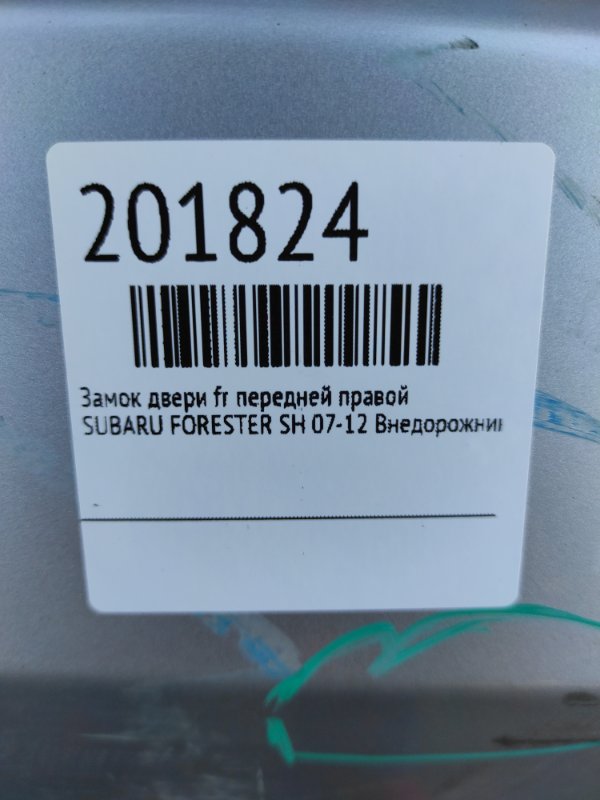 201824
Замок двери fr передней правой
SUBARU FORESTER SH 07-12 Внедорожни